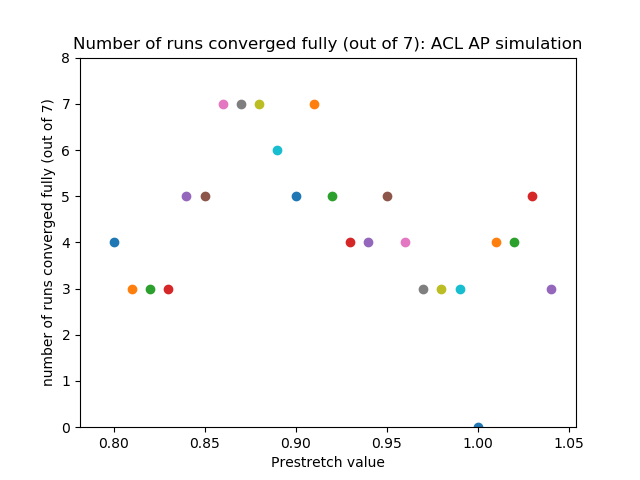 Number of runs converged fully (out of 7): ACL AP simulation
number of runs converged fully (out of 7)
8
7
6
5
4
3
2
1
0
0.80 0.85 0.90 0.95 1.00 1.05
Prestretch value